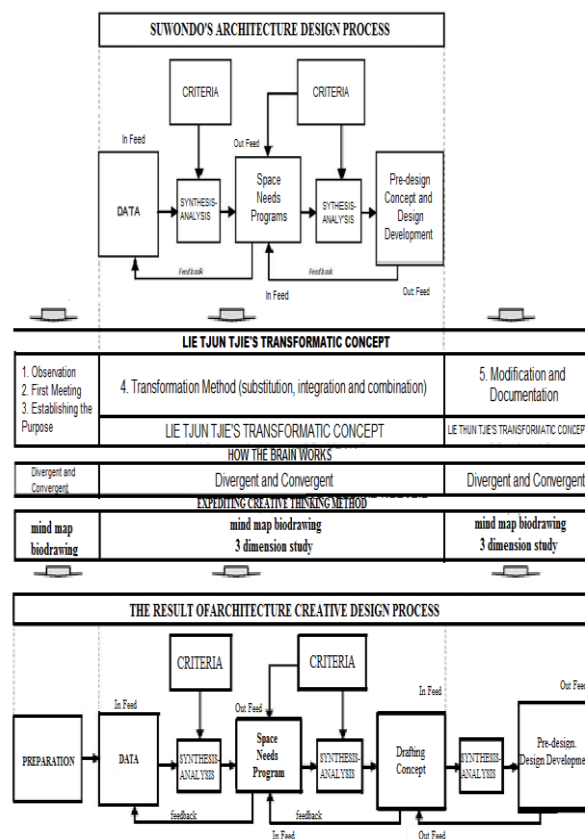 SUWONDO'S ARCHITECTURE DESIGN PROCESS
CRITERIA
CRITERIA
In Feed
Out Feed
DATA
SYNTHESIS-
ANALYSIS
Space
Needs
Programs
SYTHESIS-
ANALY'SIS
Pre-design
Concept and
Design
Development
Feedback
Feedback
In Feed
Out: Feed
LIE TJUN TJIE'S TRANSFORMATIC CONCEPT
1. Observation
2. First Meeting
3. Establishing the
Purpose
4. Transformation Method (substitution, integration and combination)
5. Modification and
Documentation
LIE TJUN TJIE'S TRANSFORMATIC CONCEPT
LIE THUN TJIE'S TRANSFORMATIC CONCEPT
HOW THE BRAIN WORKS
Divergent and
Convergent
Divergent and Convergent
Divergent and Convergent
EXPEDITING CREATIVE THINKING METHOD
mind map
biodrawing
mind map biodrawing
3 dimension study
mind map biodrawing
3 dimension study
THE RESULT OFARCHITECTURE CREATIVE DESIGN PROCESS
CRITERIA
CRITERIA
In Feed
Out Feed
In Feed
Out Feed
PREPARATION
DATA
SYNTHESIS-
ANALYSIS
Space
Needs
Program
SYNTHESIS-
ANALYSIS
Drafting
Concept
SYNTHESIS-
ANALYSIS
Pre-design.
Design Development
feedback
feedback
In Feed
Out Feed